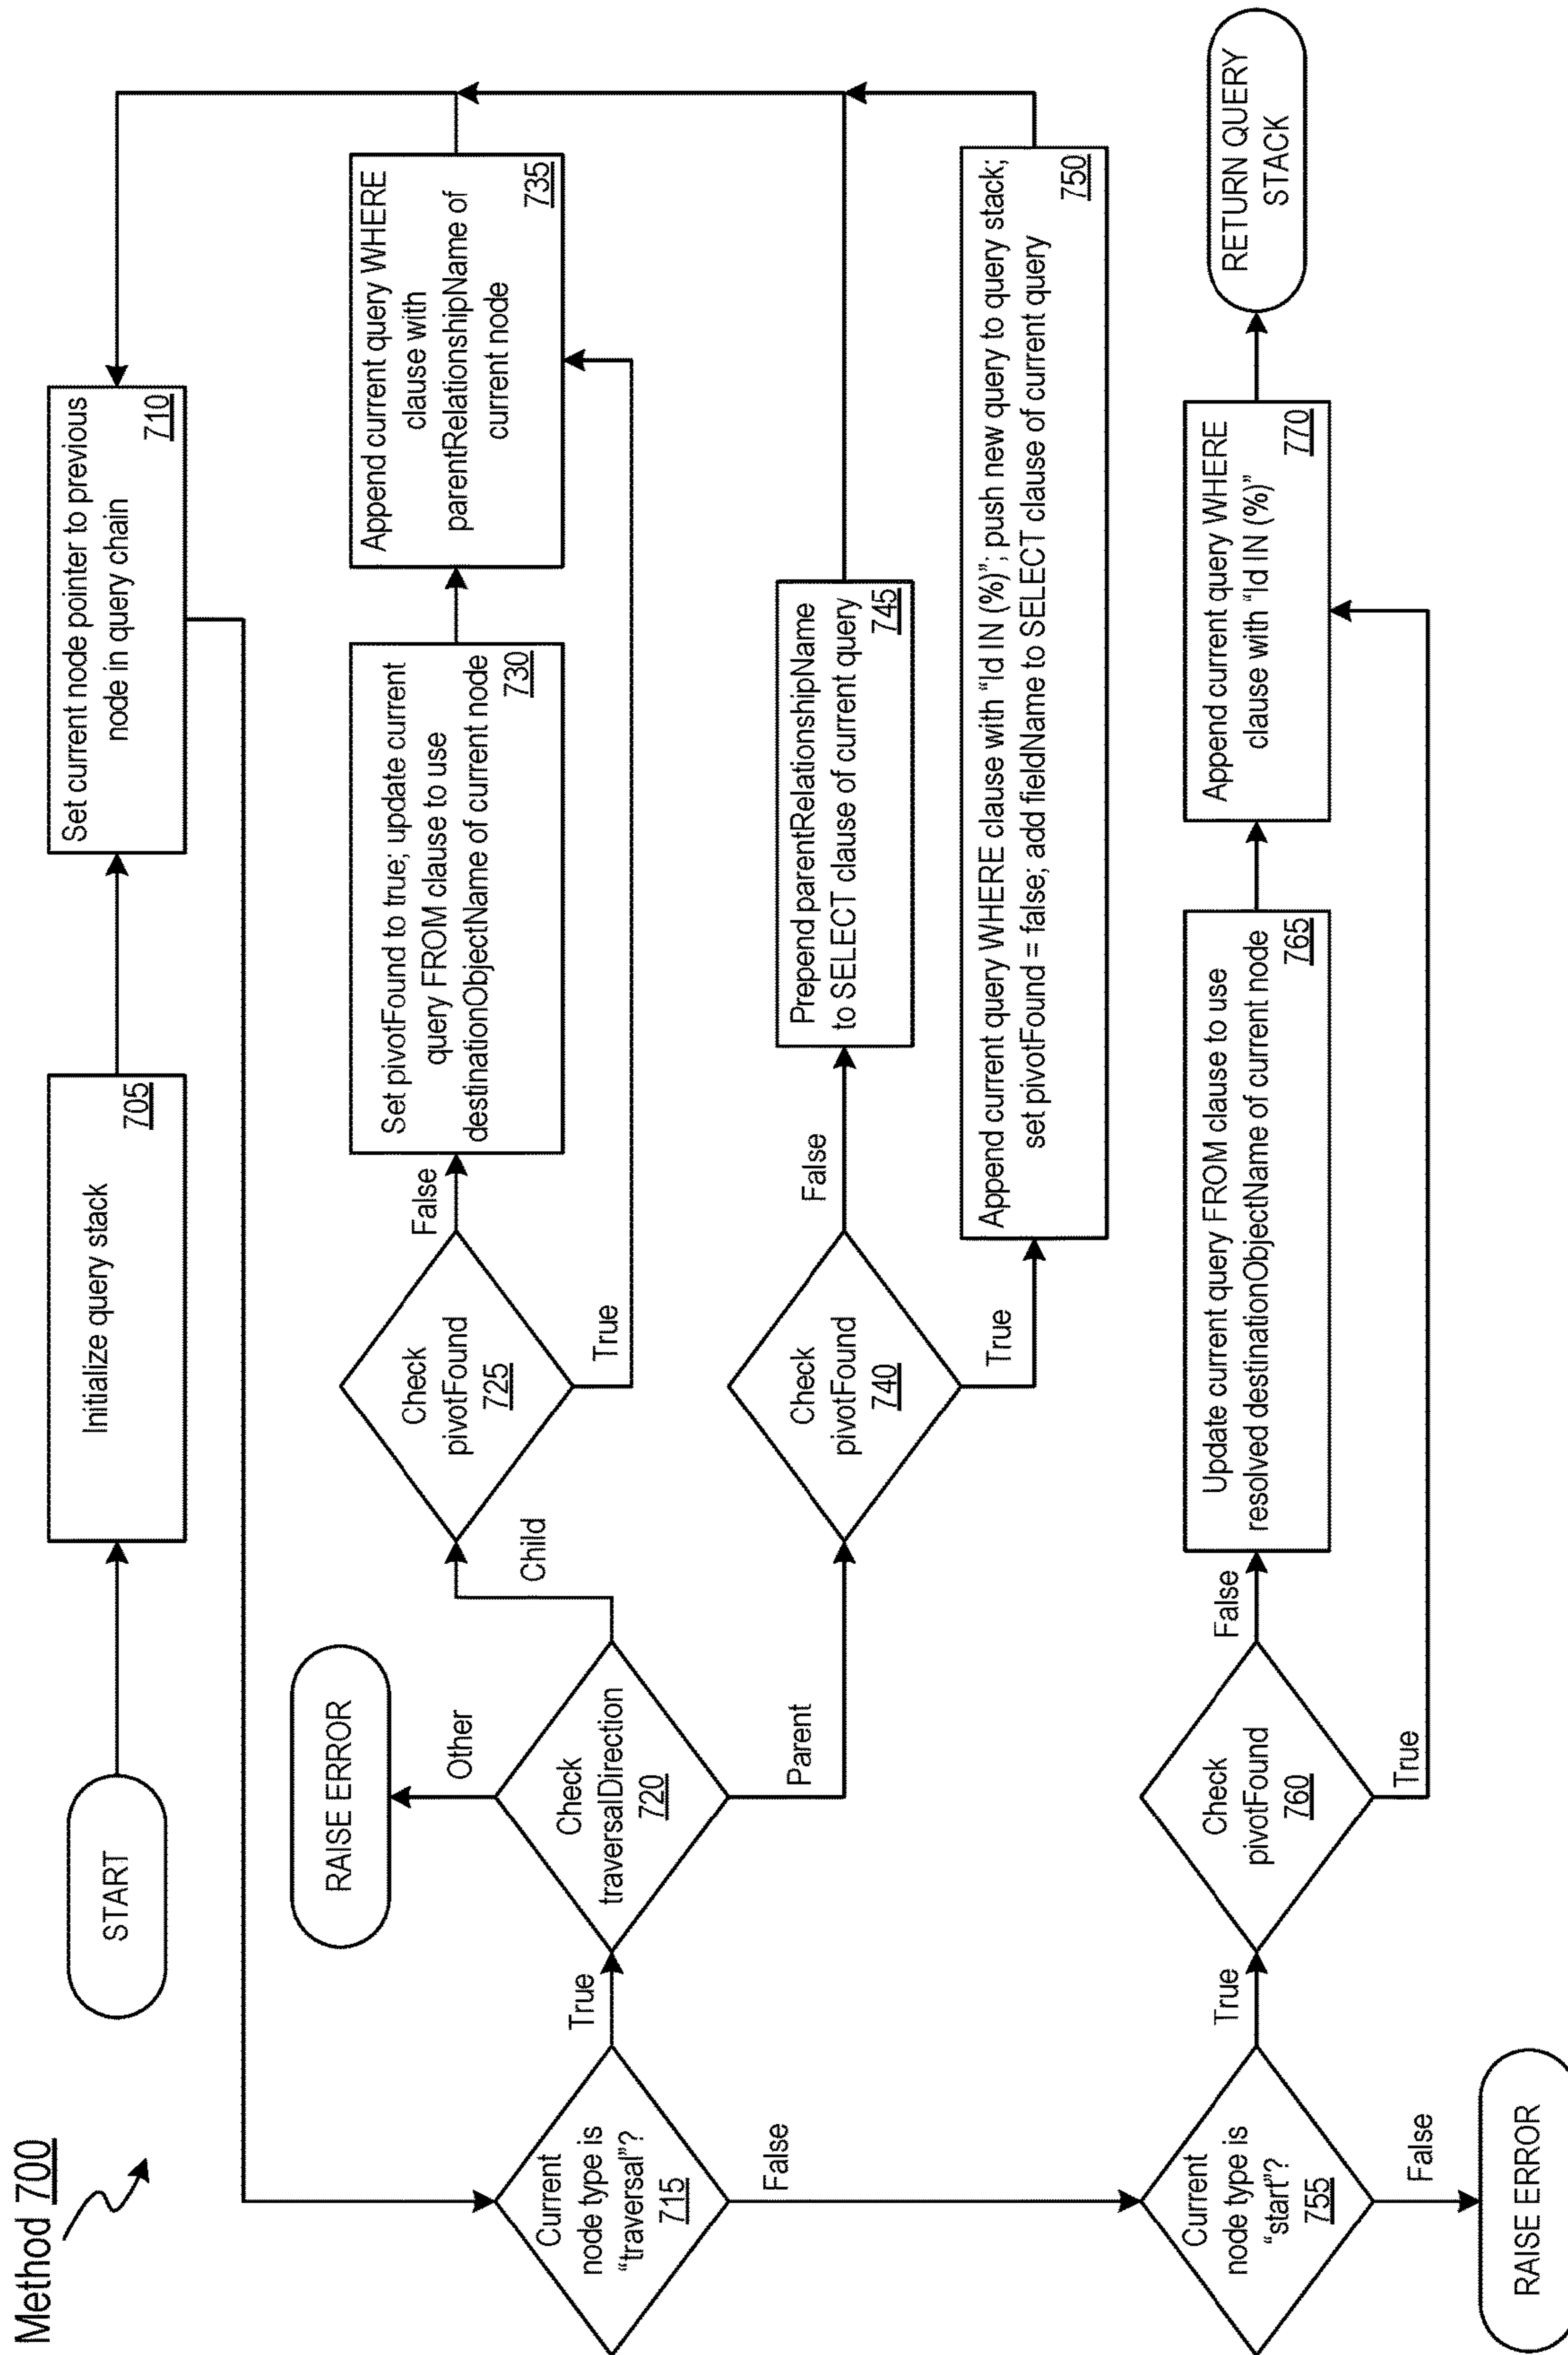 Method 700
START
Initialize query stack
705
Set current node pointer to previous
node in query chain
710
Current
node type is
“traversal”?
715
True
False
RAISE ERROR
Other
Check
traversalDirection
720
Child
Parent
Check
pivotFound
725
False
True
Set pivotFound to true; update current
query FROM clause to use
destinationObjectName of current node
730
Append current query WHERE
clause with
parentRelationshipName of
current node
735
Check
pivotFound
740
False
True
Prepend parentRelationshipName
to SELECT clause of current query
745
Append current query WHERE clause with “Id IN (%)”; push new query to query stack;
set pivotFound = false; add fieldName to SELECT clause of current query
750
Current
node type is
“start”?
755
True
False
RAISE ERROR
Check
pivotFound
760
False
True
Update current query FROM clause to use
resolved destinationObjectName of current node
765
Append current query WHERE
clause with “Id IN (%)”
770
RETURN QUERY
STACK